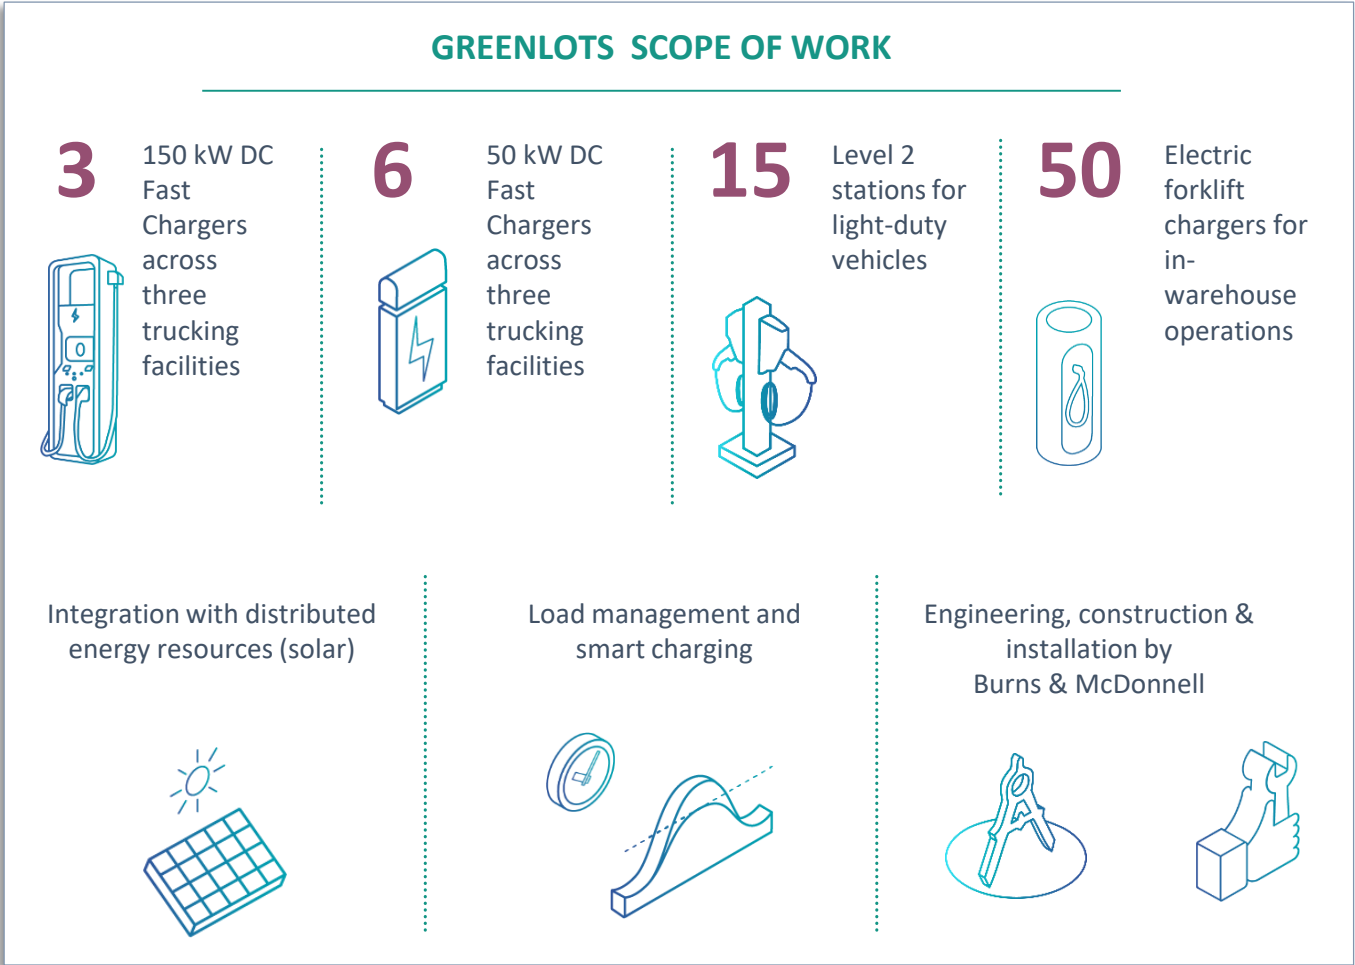 GREENLOTS SCOPE OF WORK
3
150 kW DC
Fast
Chargers
across
three
trucking
facilities
6
50 kW DC
Fast
Chargers
across
three
trucking
facilities
15
Level 2
stations for
light-duty
vehicles
50
Electric
forklift
chargers for
in-
warehouse
operations
Integration with distributed
energy resources (solar)
Load management and
smart charging
Engineering, construction &
installation by
Burns & McDonnell